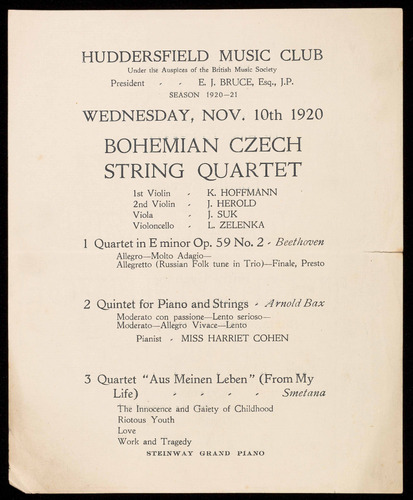 HUDDERSFIELD MUSIC CLUB
Under the Auspices of the British Music Society
President - - E. J. BRUCE, Esq., J.P.
SEASON 1920-21
WEDNESDAY, NOV. 10th 1920
BOHEMIAN CZECH
STRING QUARTET
1st Violin - K. HOFFMANN
2nd Violin - J. HEROLD
Viola - J. SUK
Violoncello - L. ZELENKA
1 Quartet in E minor Op. 59 No. 2 - Beethoven
Allegro—Molto Adagio—
Allegretto (Russian Folk tune in Trio)—Finale, Presto
2 Quintet for Piano and Strings - Arnold Bax
Moderato con passione—Lento serioso—
Moderato—Allegro Vivace—Lento
Pianist - MISS HARRIET COHEN
3 Quartet "Aus Meinen Leben" (From My
Life) - - - - Smetana
The Innocence and Gaiety of Childhood
Riotous Youth
Love
Work and Tragedy
STEINWAY GRAND PIANO